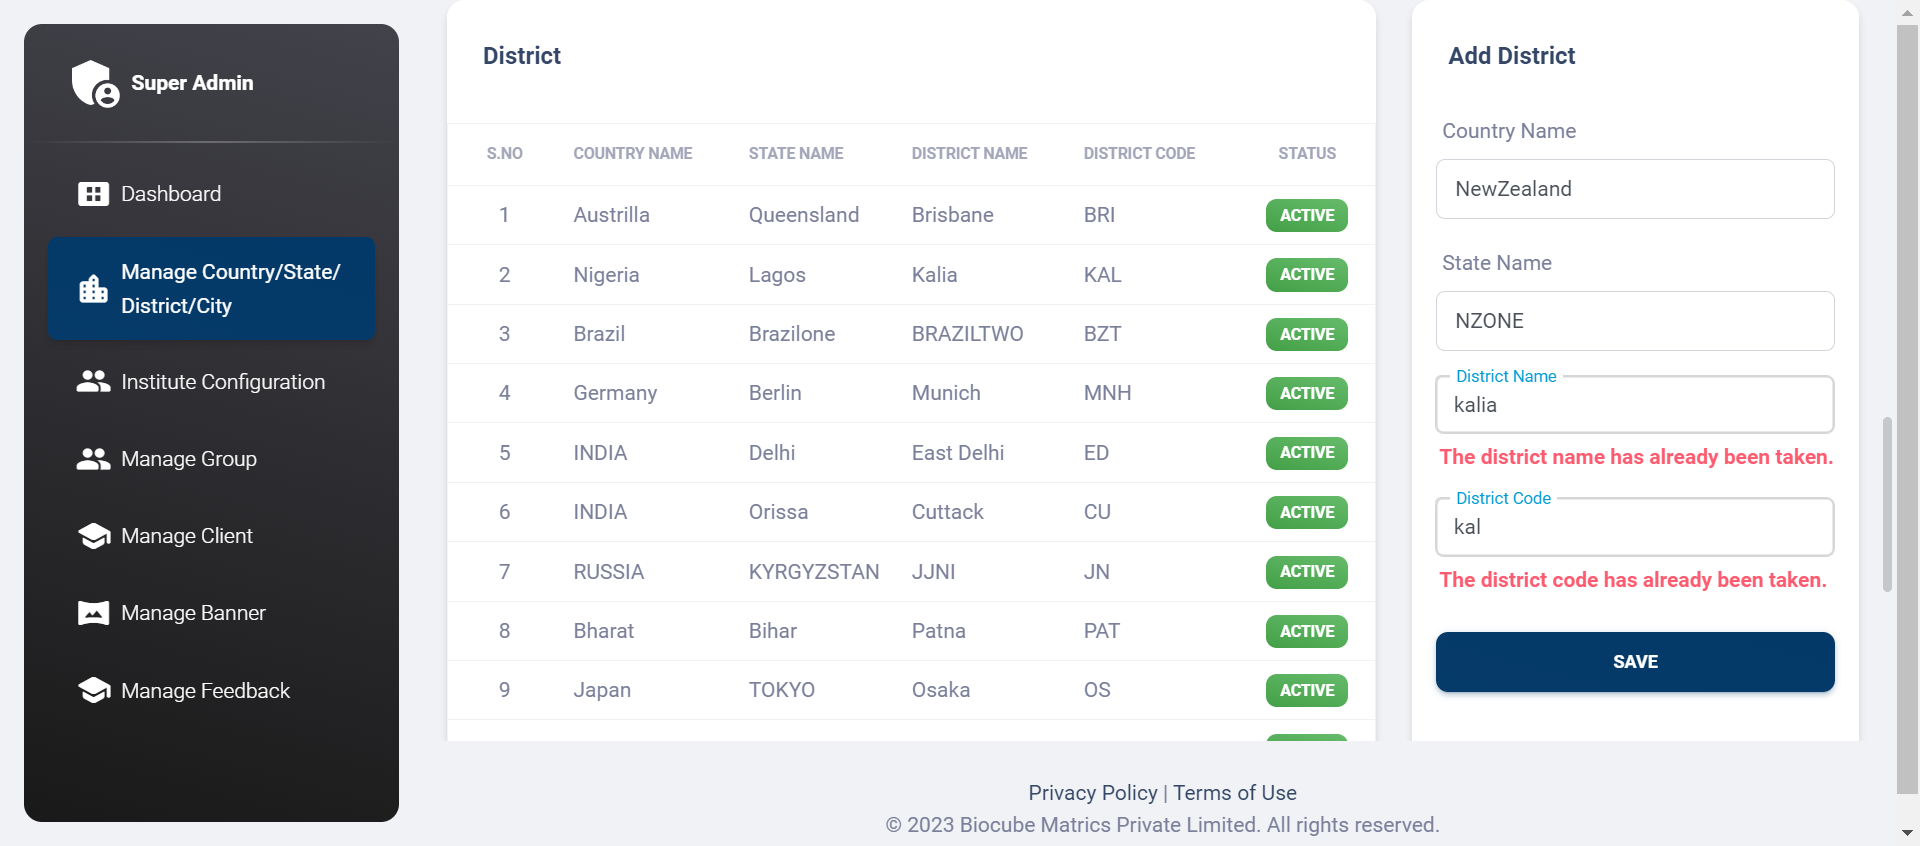 Super Admin
Dashboard
Manage Country/State/
District/City
Institute Configuration
Manage Group
Manage Client
Manage Banner
Manage Feedback
District
S.NO COUNTRY NAME STATE NAME DISTRICT NAME DISTRICT CODE STATUS
1 Austrilla Queensland Brisbane BRI ACTIVE
2 Nigeria Lagos Kalia KAL ACTIVE
3 Brazil Brazilone BRAZILTWO BZT ACTIVE
4 Germany Berlin Munich MNH ACTIVE
5 INDIA Delhi East Delhi ED ACTIVE
6 INDIA Orissa Cuttack CU ACTIVE
7 RUSSIA KYRGYZSTAN JJNI JN ACTIVE
8 Bharat Bihar Patna PAT ACTIVE
9 Japan TOKYO Osaka OS ACTIVE
Add District
Country Name
NewZealand
State Name
NZONE
District Name
kalia
The district name has already been taken.
District Code
kal
The district code has already been taken.
SAVE
Privacy Policy | Terms of Use
© 2023 Biocube Matrics Private Limited. All rights reserved.